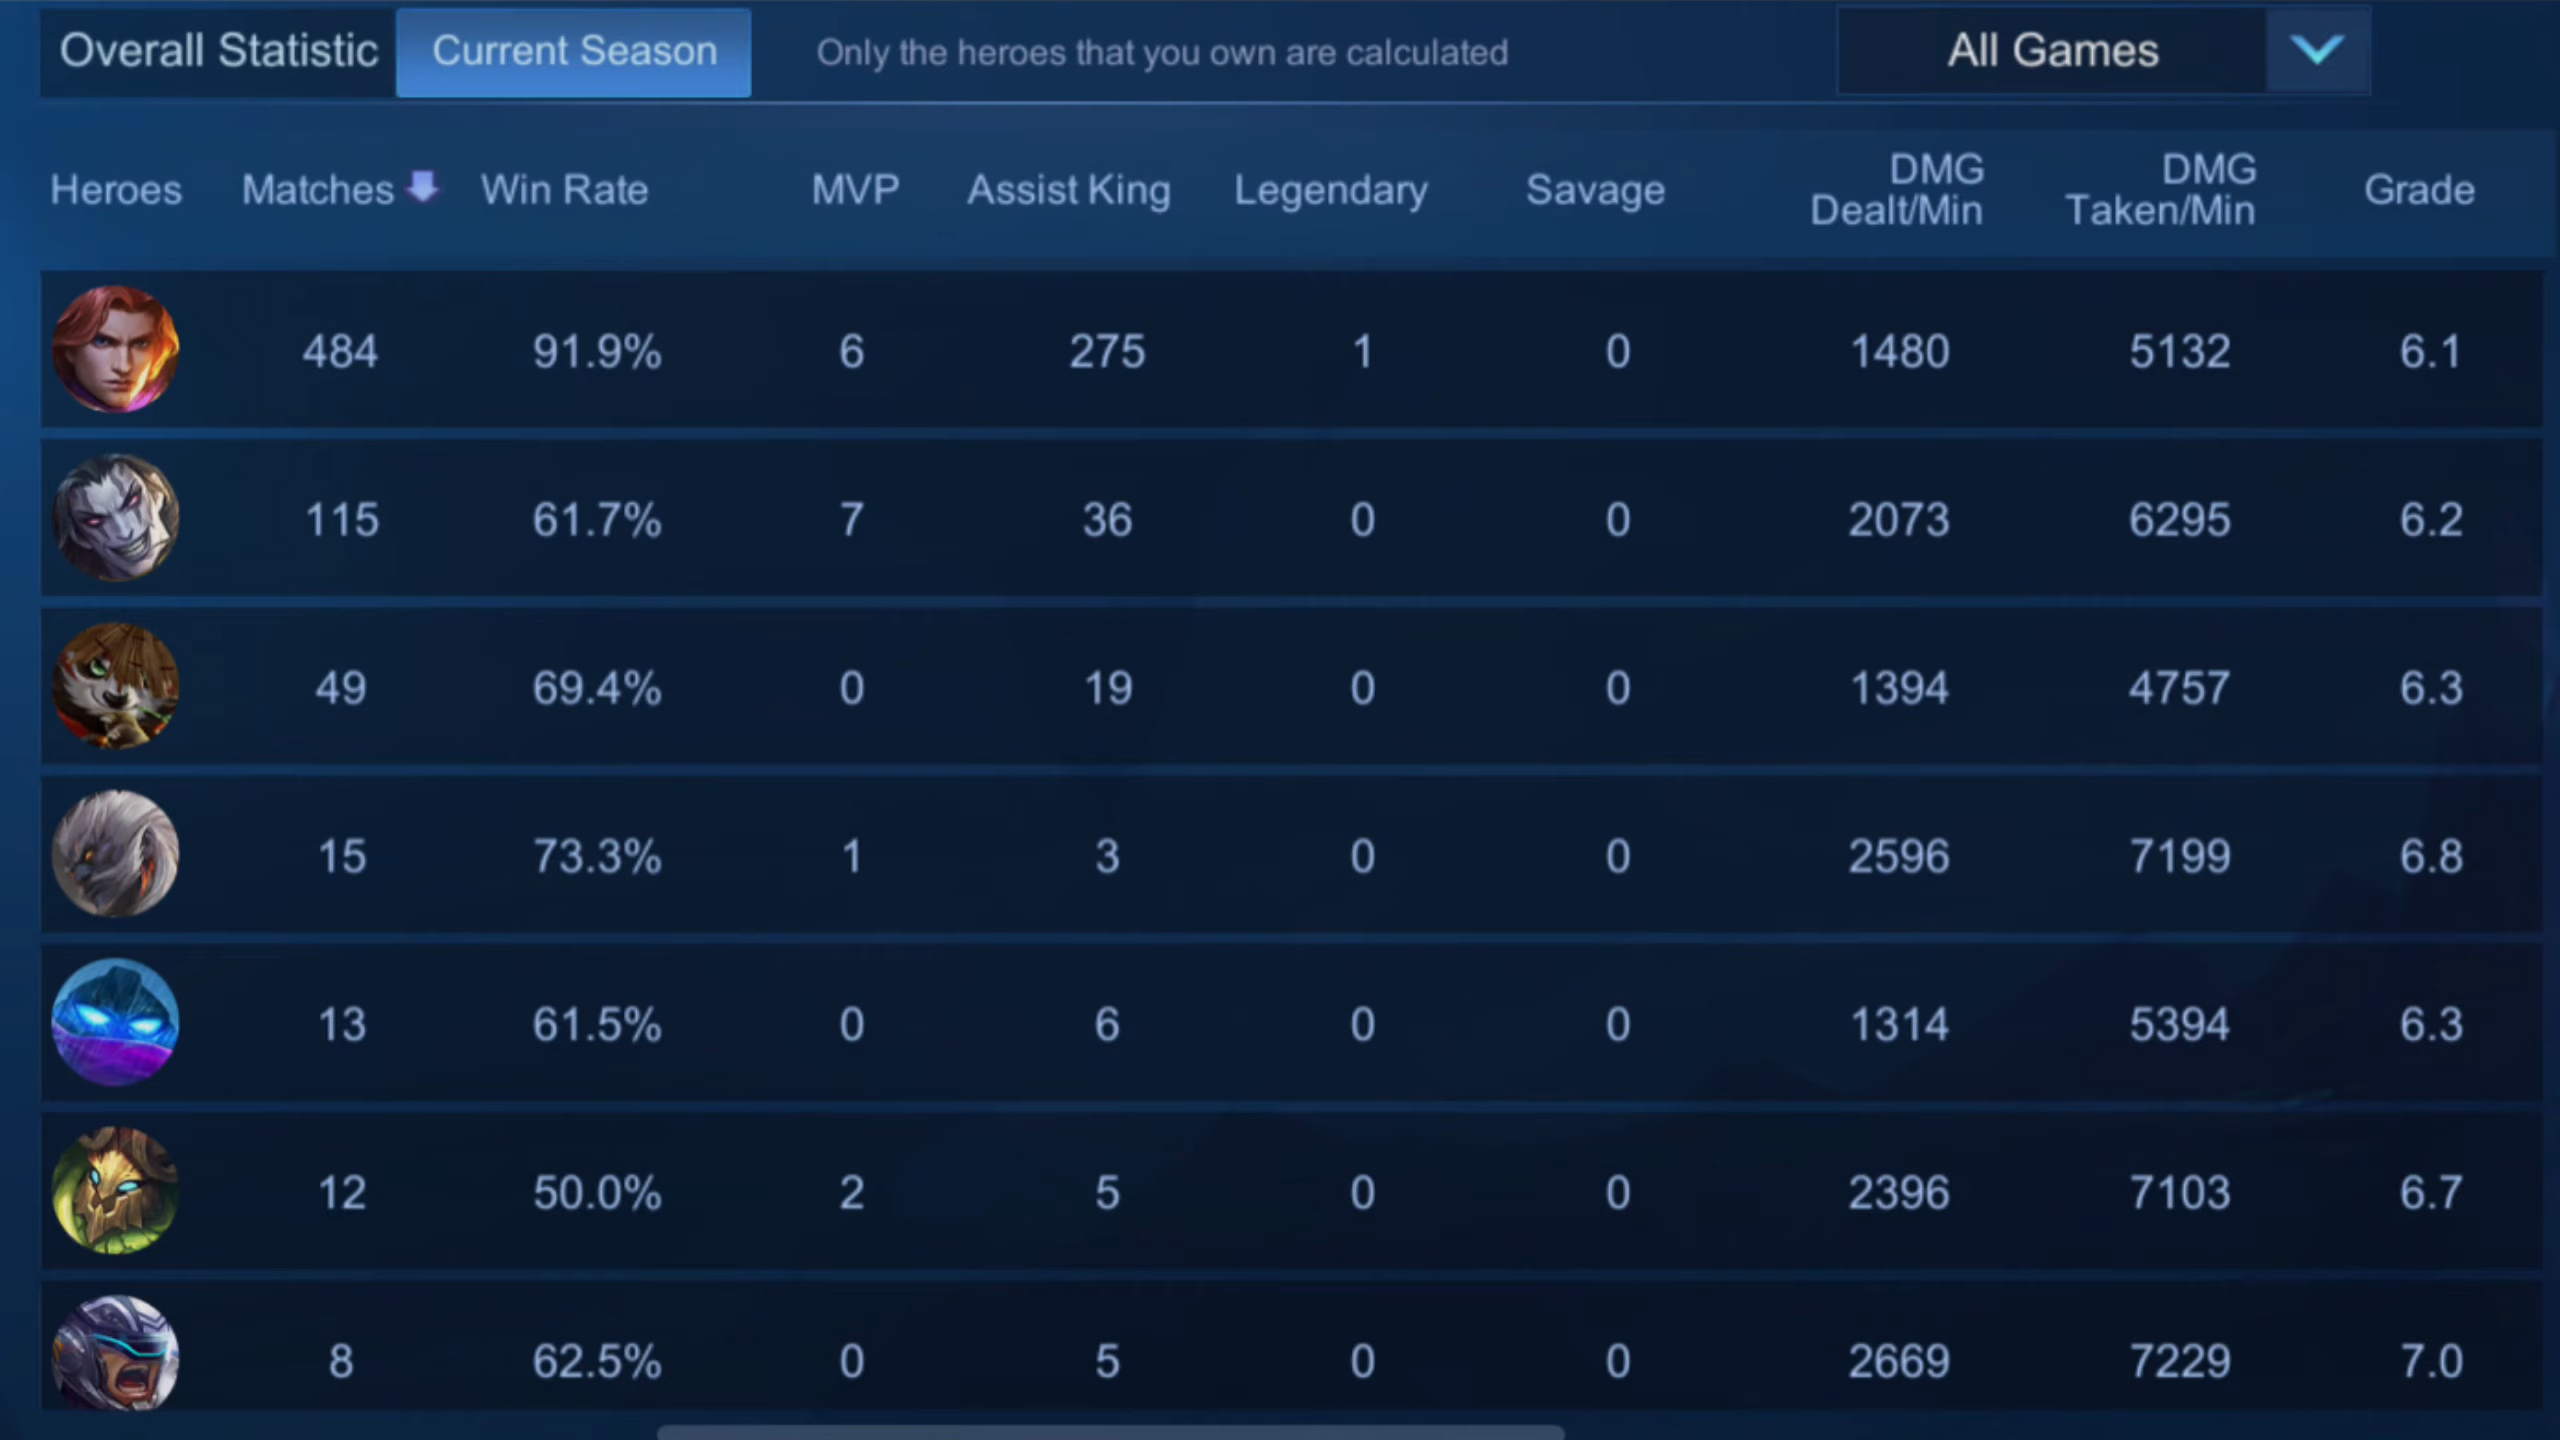 Overall Statistic Current Season Only the heroes that you own are calculated All Games
Heroes Matches Win Rate MVP Assist King Legendary Savage DMG Dealt/Min DMG Taken/Min Grade
484 91.9% 6 275 1 0 1480 5132 6.1
115 61.7% 7 36 0 0 2073 6295 6.2
49 69.4% 0 19 0 0 1394 4757 6.3
15 73.3% 1 3 0 0 2596 7199 6.8
13 61.5% 0 6 0 0 1314 5394 6.3
12 50.0% 2 5 0 0 2396 7103 6.7
8 62.5% 0 5 0 0 2669 7229 7.0